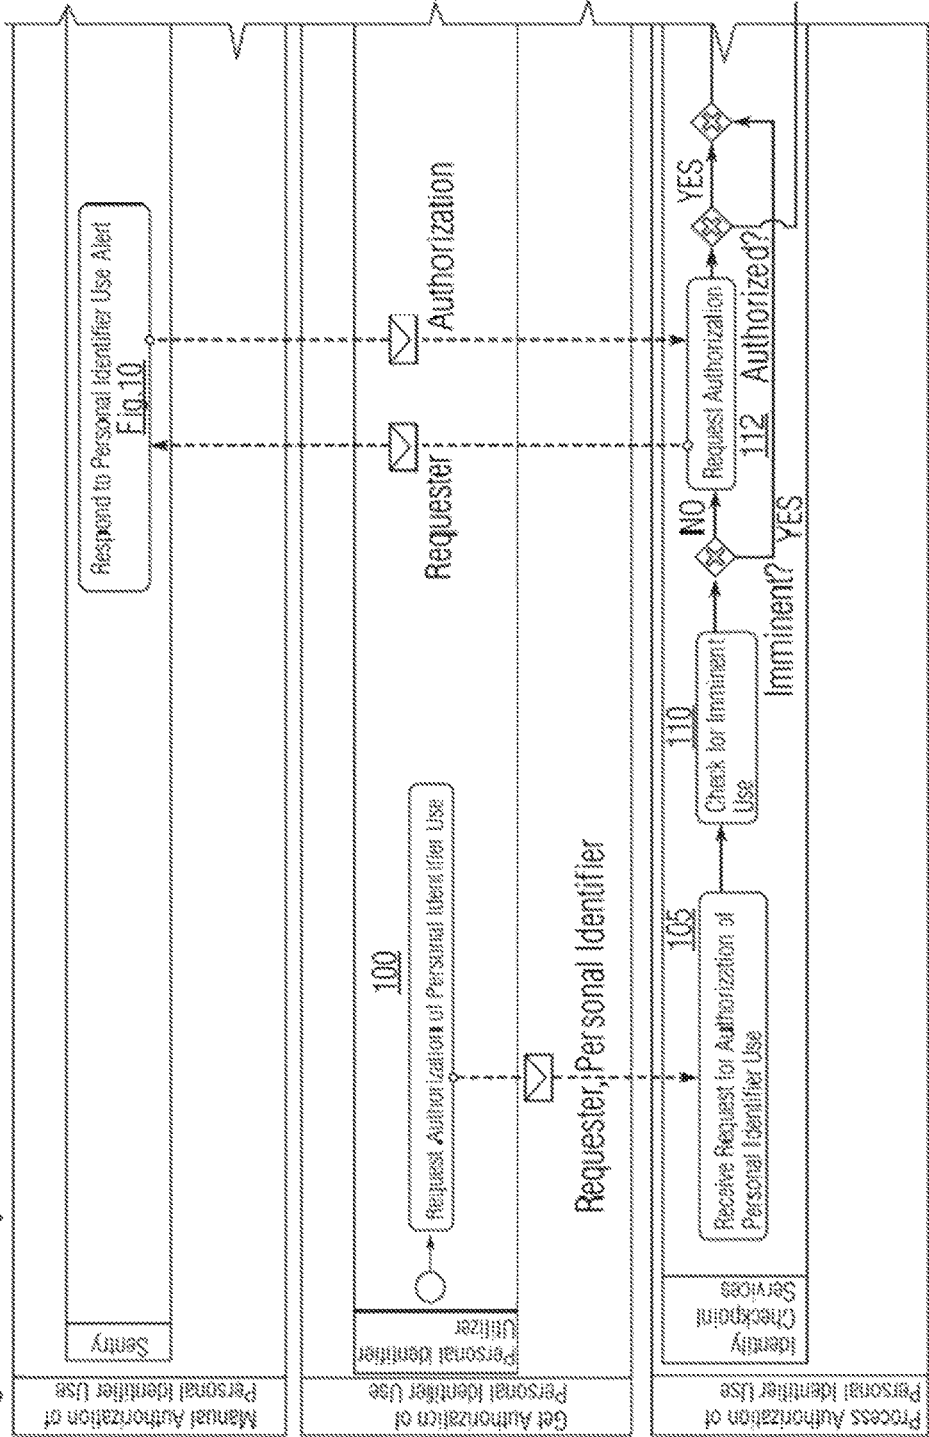 Manual Authorization of
Personal Identifier Use
Sentry
Respond to Personal Identifier Use Alert
Fig.10
Get Authorization of
Personal Identifier Use
Personal Identifier
Utilizer
100
Request Authorization of Personal Identifier Use
Requester
Authorization
Requester, Personal Identifier
Process Authorization of
Personal Identifier Use
Identity
Checkpoint
Services
105
Receive Request for Authorization of
Personal Identifier Use
110
Check for Imminent
Use
Imminent?
NO
YES
Request Authorization
112
Authorized?
YES